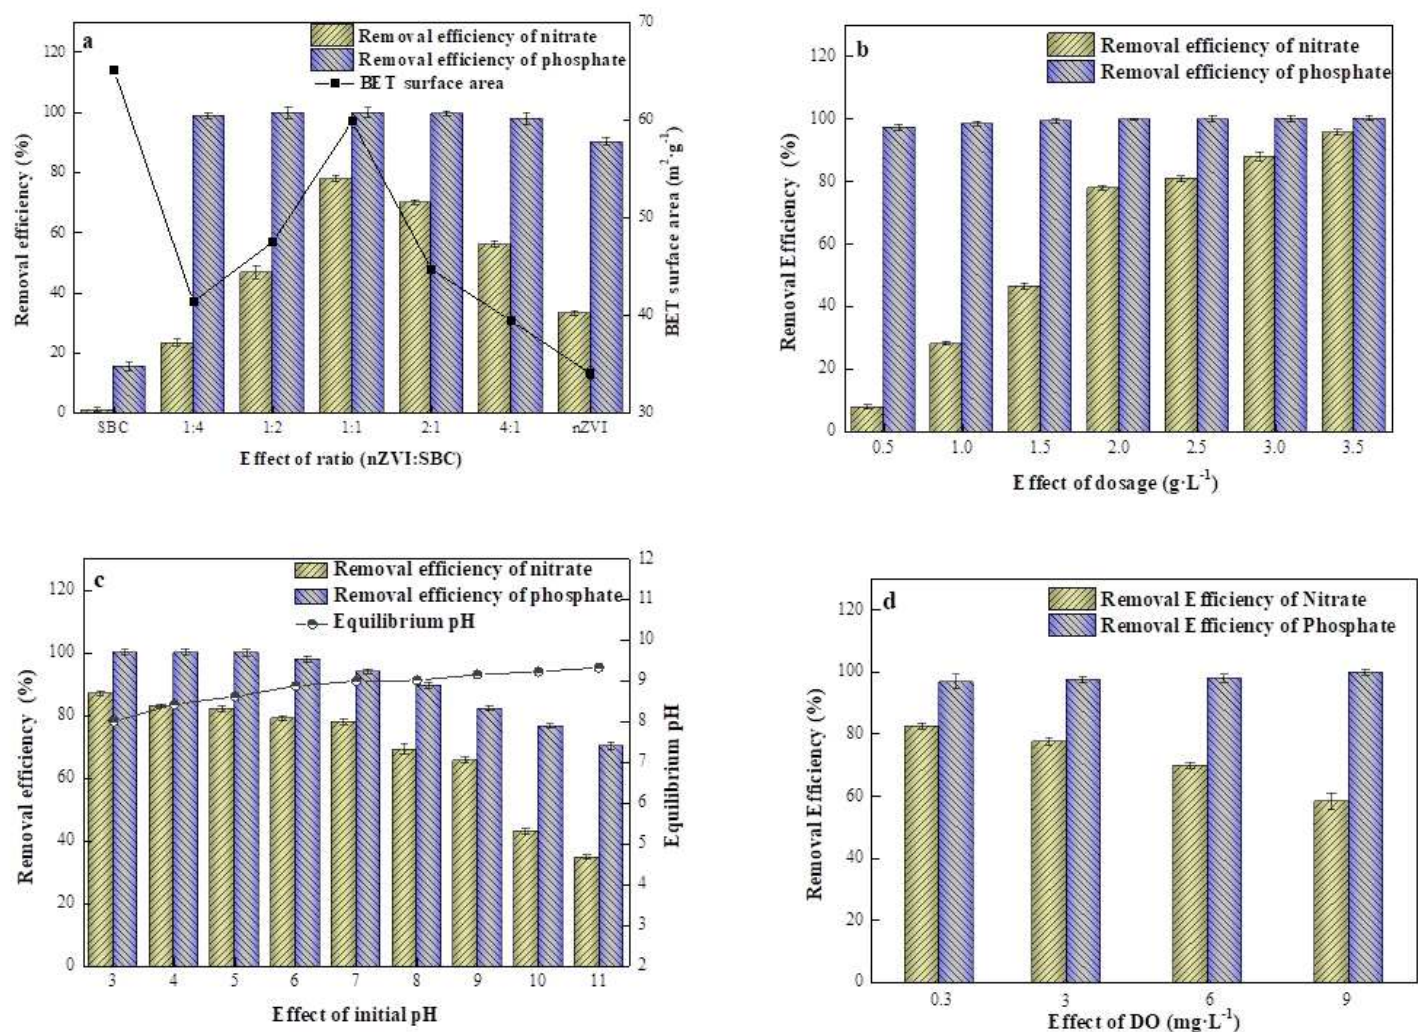 a
Removal efficiency of nitrate
Removal efficiency of phosphate
BET surface area
Removal efficiency (%)
0
20
40
60
80
100
120
BET surface area (m²·g⁻¹)
30
40
50
60
70
SBC 1:4 1:2 1:1 2:1 4:1 nZVI
Effect of ratio (nZVI:SBC)
b
Removal efficiency of nitrate
Removal efficiency of phosphate
Removal Efficiency (%)
0
20
40
60
80
100
120
0.5 1.0 1.5 2.0 2.5 3.0 3.5
Effect of dosage (g·L⁻¹)
c
Removal efficiency of nitrate
Removal efficiency of phosphate
Equilibrium pH
Removal efficiency (%)
0
20
40
60
80
100
120
Equilibrium pH
2
3
4
5
6
7
8
9
10
11
12
3 4 5 6 7 8 9 10 11
Effect of initial pH
d
Removal Efficiency of Nitrate
Removal Efficiency of Phosphate
Removal Efficiency (%)
0
20
40
60
80
100
120
0.3 3 6 9
Effect of DO (mg·L⁻¹)